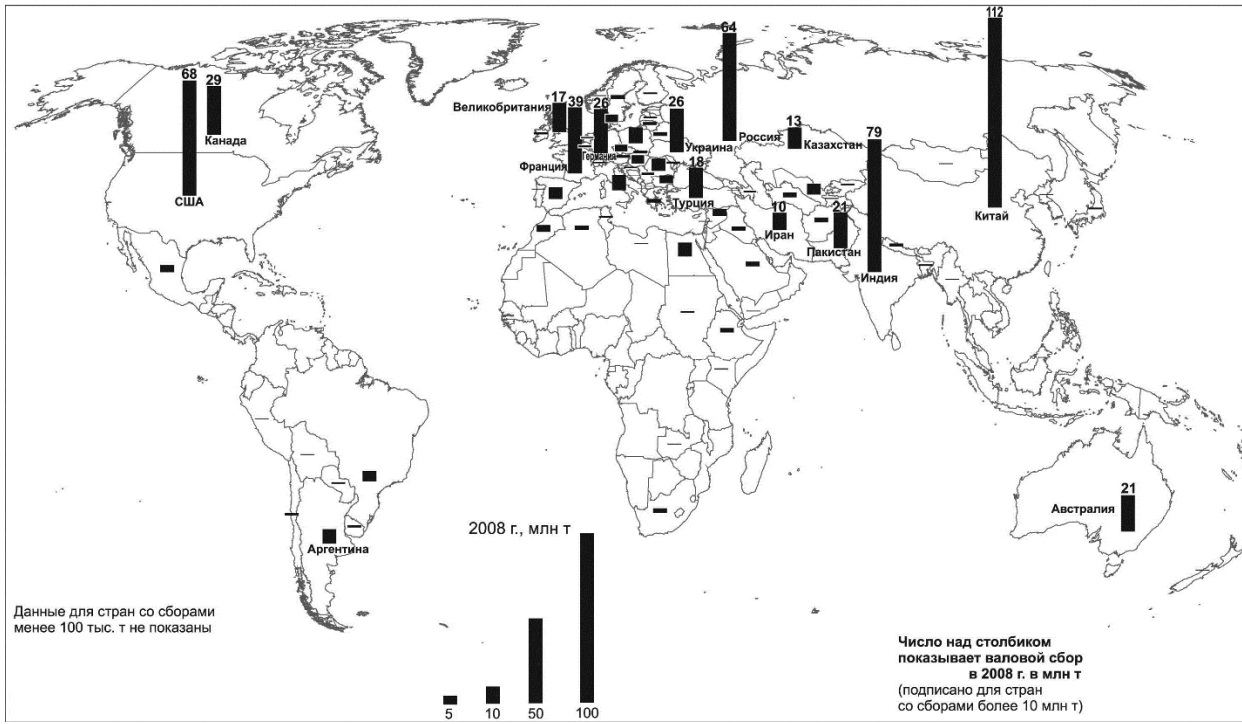 112
64
68
29
17
39
26
26
13
79
Великобритания
Канада
Украина
Россия
Казахстан
Франция
Германия
18
США
Турция
10
21
Китай
Иран
Пакистан
Индия
21
Австралия
2008 г., млн т
Аргентина
Данные для стран со сборами
менее 100 тыс. т не показаны
Число над столбиком
показывает валовой сбор
в 2008 г. в млн т
(подписано для стран
со сборами более 10 млн т)
5
10
50
100